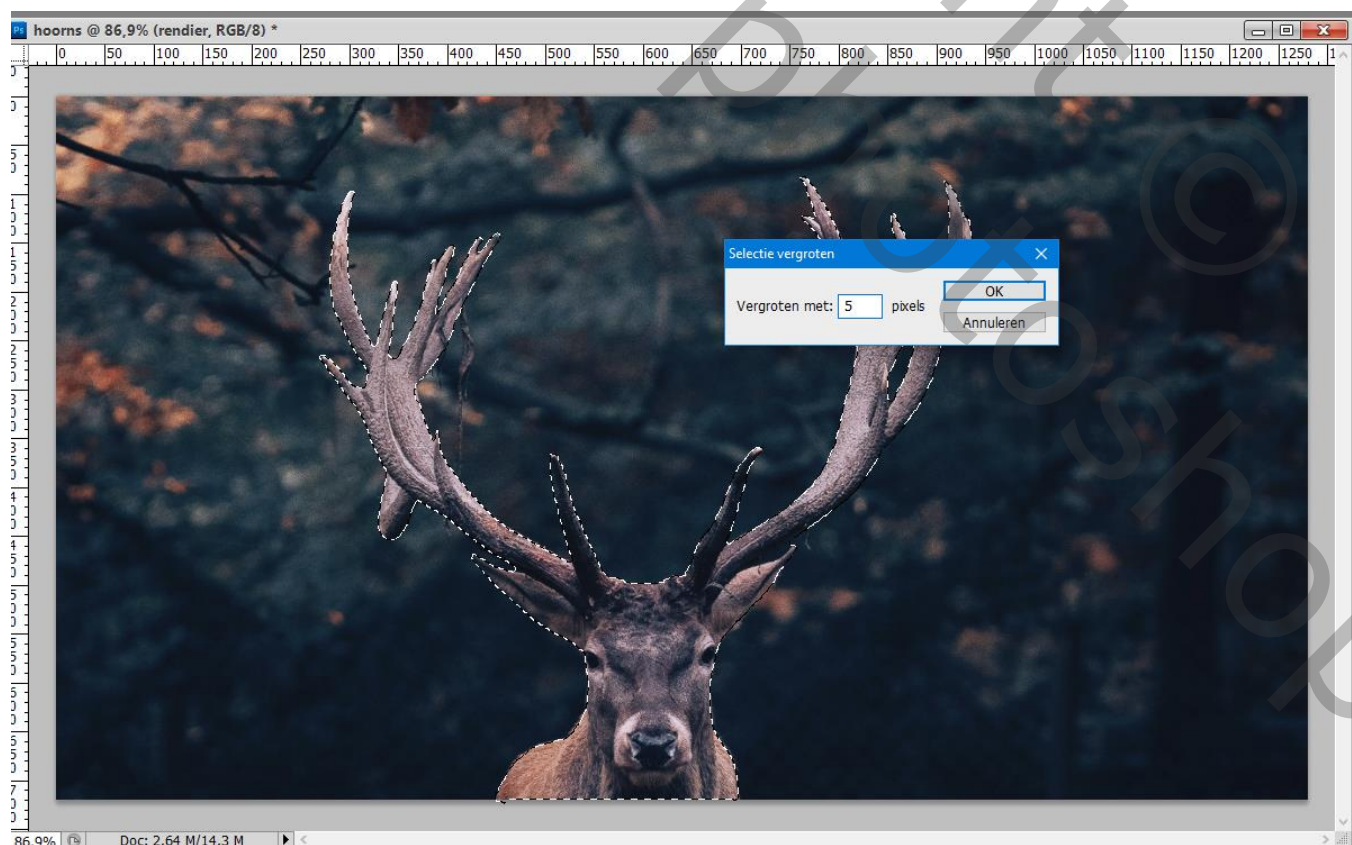 Ps hoorns @ 86,9% (rendier, RGB/8) *
0 50 100 150 200 250 300 350 400 450 500 550 600 650 700 750 800 850 900 950 1000 1050 1100 1150 1200 1250
Selectie vergroten
Vergroten met: 5 pixels
OK
Annuleren
86,9% Doc: 2,64 M/14,3 M
©